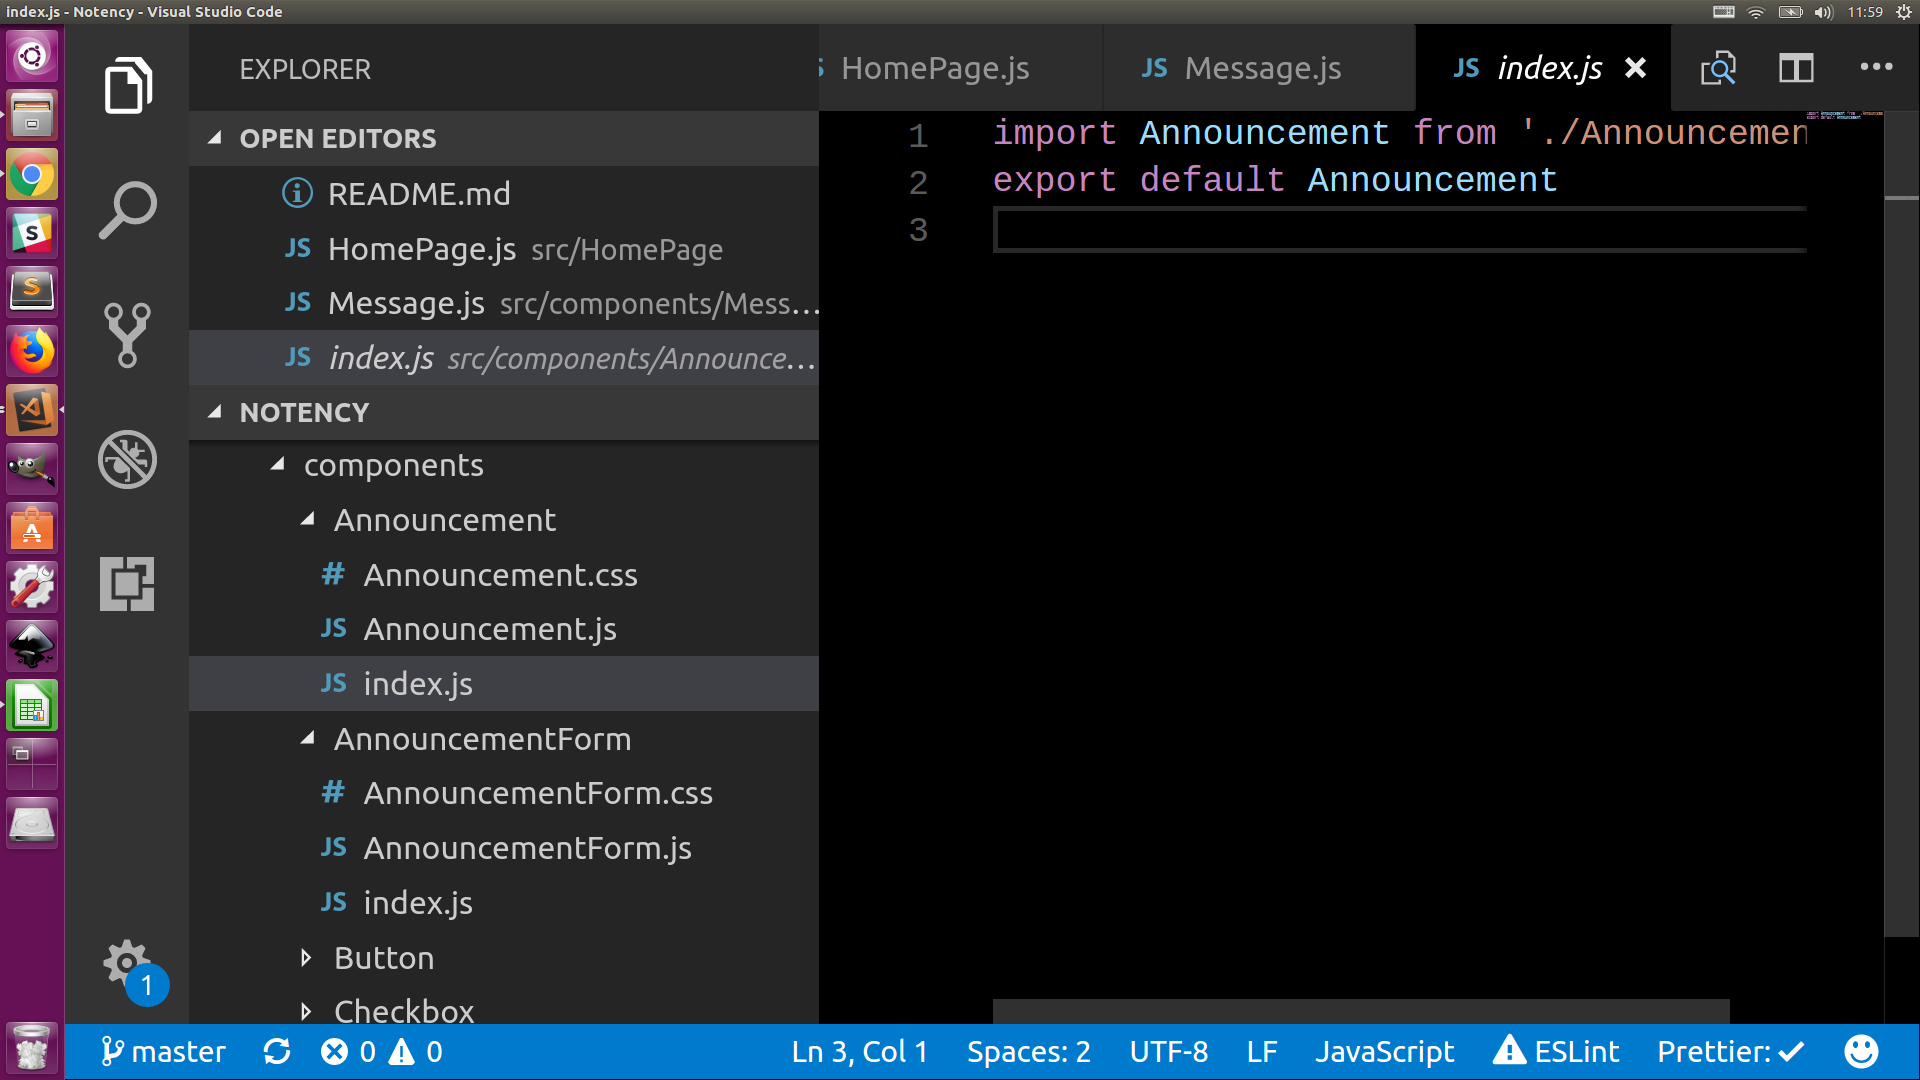 index.js - Notency - Visual Studio Code
11:59
EXPLORER
OPEN EDITORS
README.md
JS HomePage.js src/HomePage
JS Message.js src/components/Mess...
JS index.js src/components/Announce...
NOTENCY
components
Announcement
# Announcement.css
JS Announcement.js
JS index.js
AnnouncementForm
# AnnouncementForm.css
JS AnnouncementForm.js
JS index.js
Button
Checkbox
1
HomePage.js
JS Message.js
JS index.js
1 import Announcement from './Announcemen
2 export default Announcement
3
master 0 0 Ln 3, Col 1 Spaces: 2 UTF-8 LF JavaScript ESLint Prettier: ✓